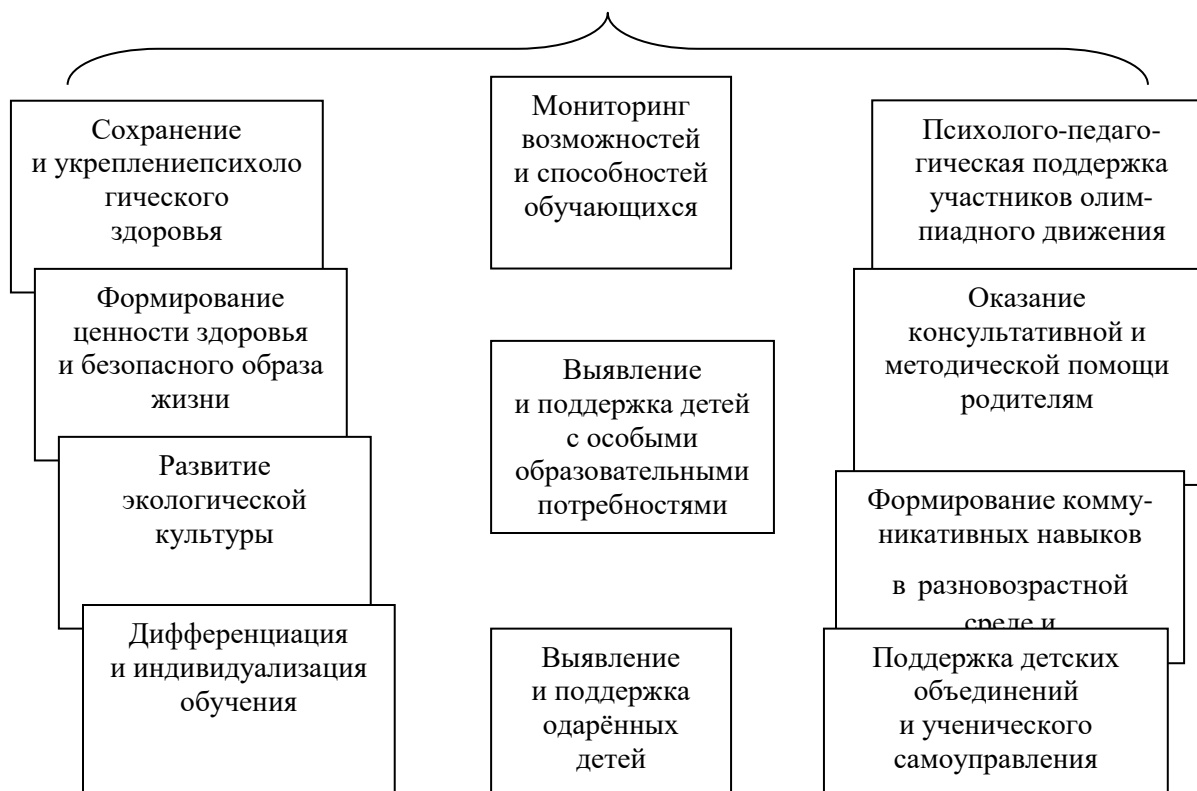 Сохранение
и укреплениепсихоло
гического
здоровья
Формирование
ценности здоровья
и безопасного образа
жизни
Развитие
экологической
культуры
Дифференциация
и индивидуализация
обучения
Мониторинг
возможностей
и способностей
обучающихся
Выявление
и поддержка детей
с особыми
образовательными
потребностями
Выявление
и поддержка
одарённых
детей
Психолого-педаго-
гическая поддержка
участников олим-
пиадного движения
Оказание
консультативной и
методической помощи
родителям
Формирование комму-
никативных навыков
в разновозрастной
среде и
Поддержка детских
объединений
и ученического
самоуправления